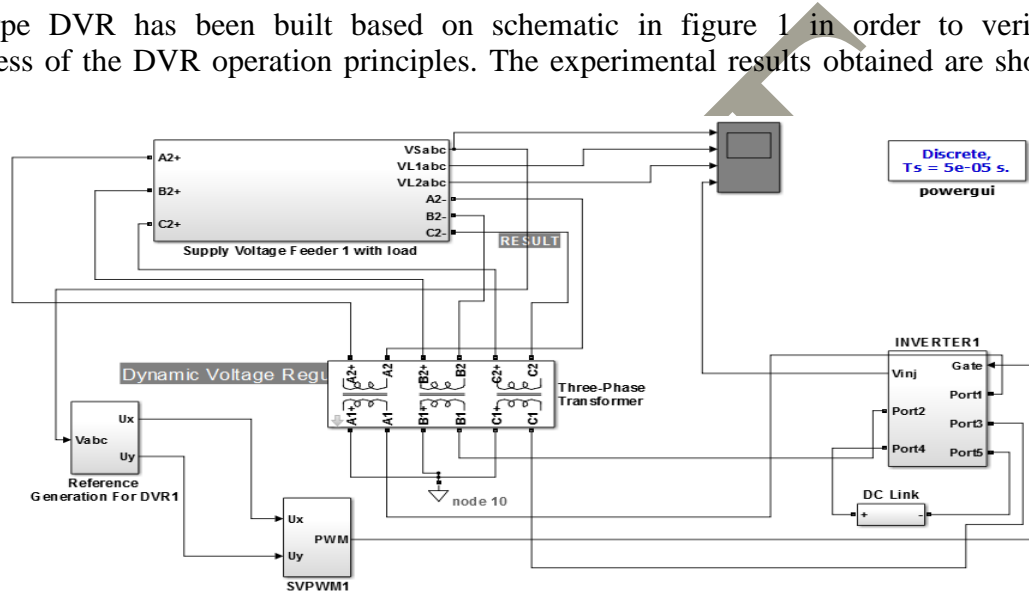 ype DVR has been built based on schematic in figure 1 in order to veri
ess of the DVR operation principles. The experimental results obtained are sho
A2+
B2+
C2+
VSabc
VL1abc
VL2abc
A2-
B2-
C2-
Supply Voltage Feeder 1 with load
RESULT
Discrete,
Ts = 5e-05 s.
powergui
Dynamic Voltage Regu
A2+
A2
B2+
B2
C2+
C2
A1+
A1
B1+
B1
C1+
C1
Three-Phase
Transformer
node 10
INVERTER1
Vinj
Gate
Port1
Port2
Port3
Port4
Port5
DC Link
+
-
Vabc
Ux
Uy
Reference
Generation For DVR1
Ux
Uy
PWM
SVPWM1